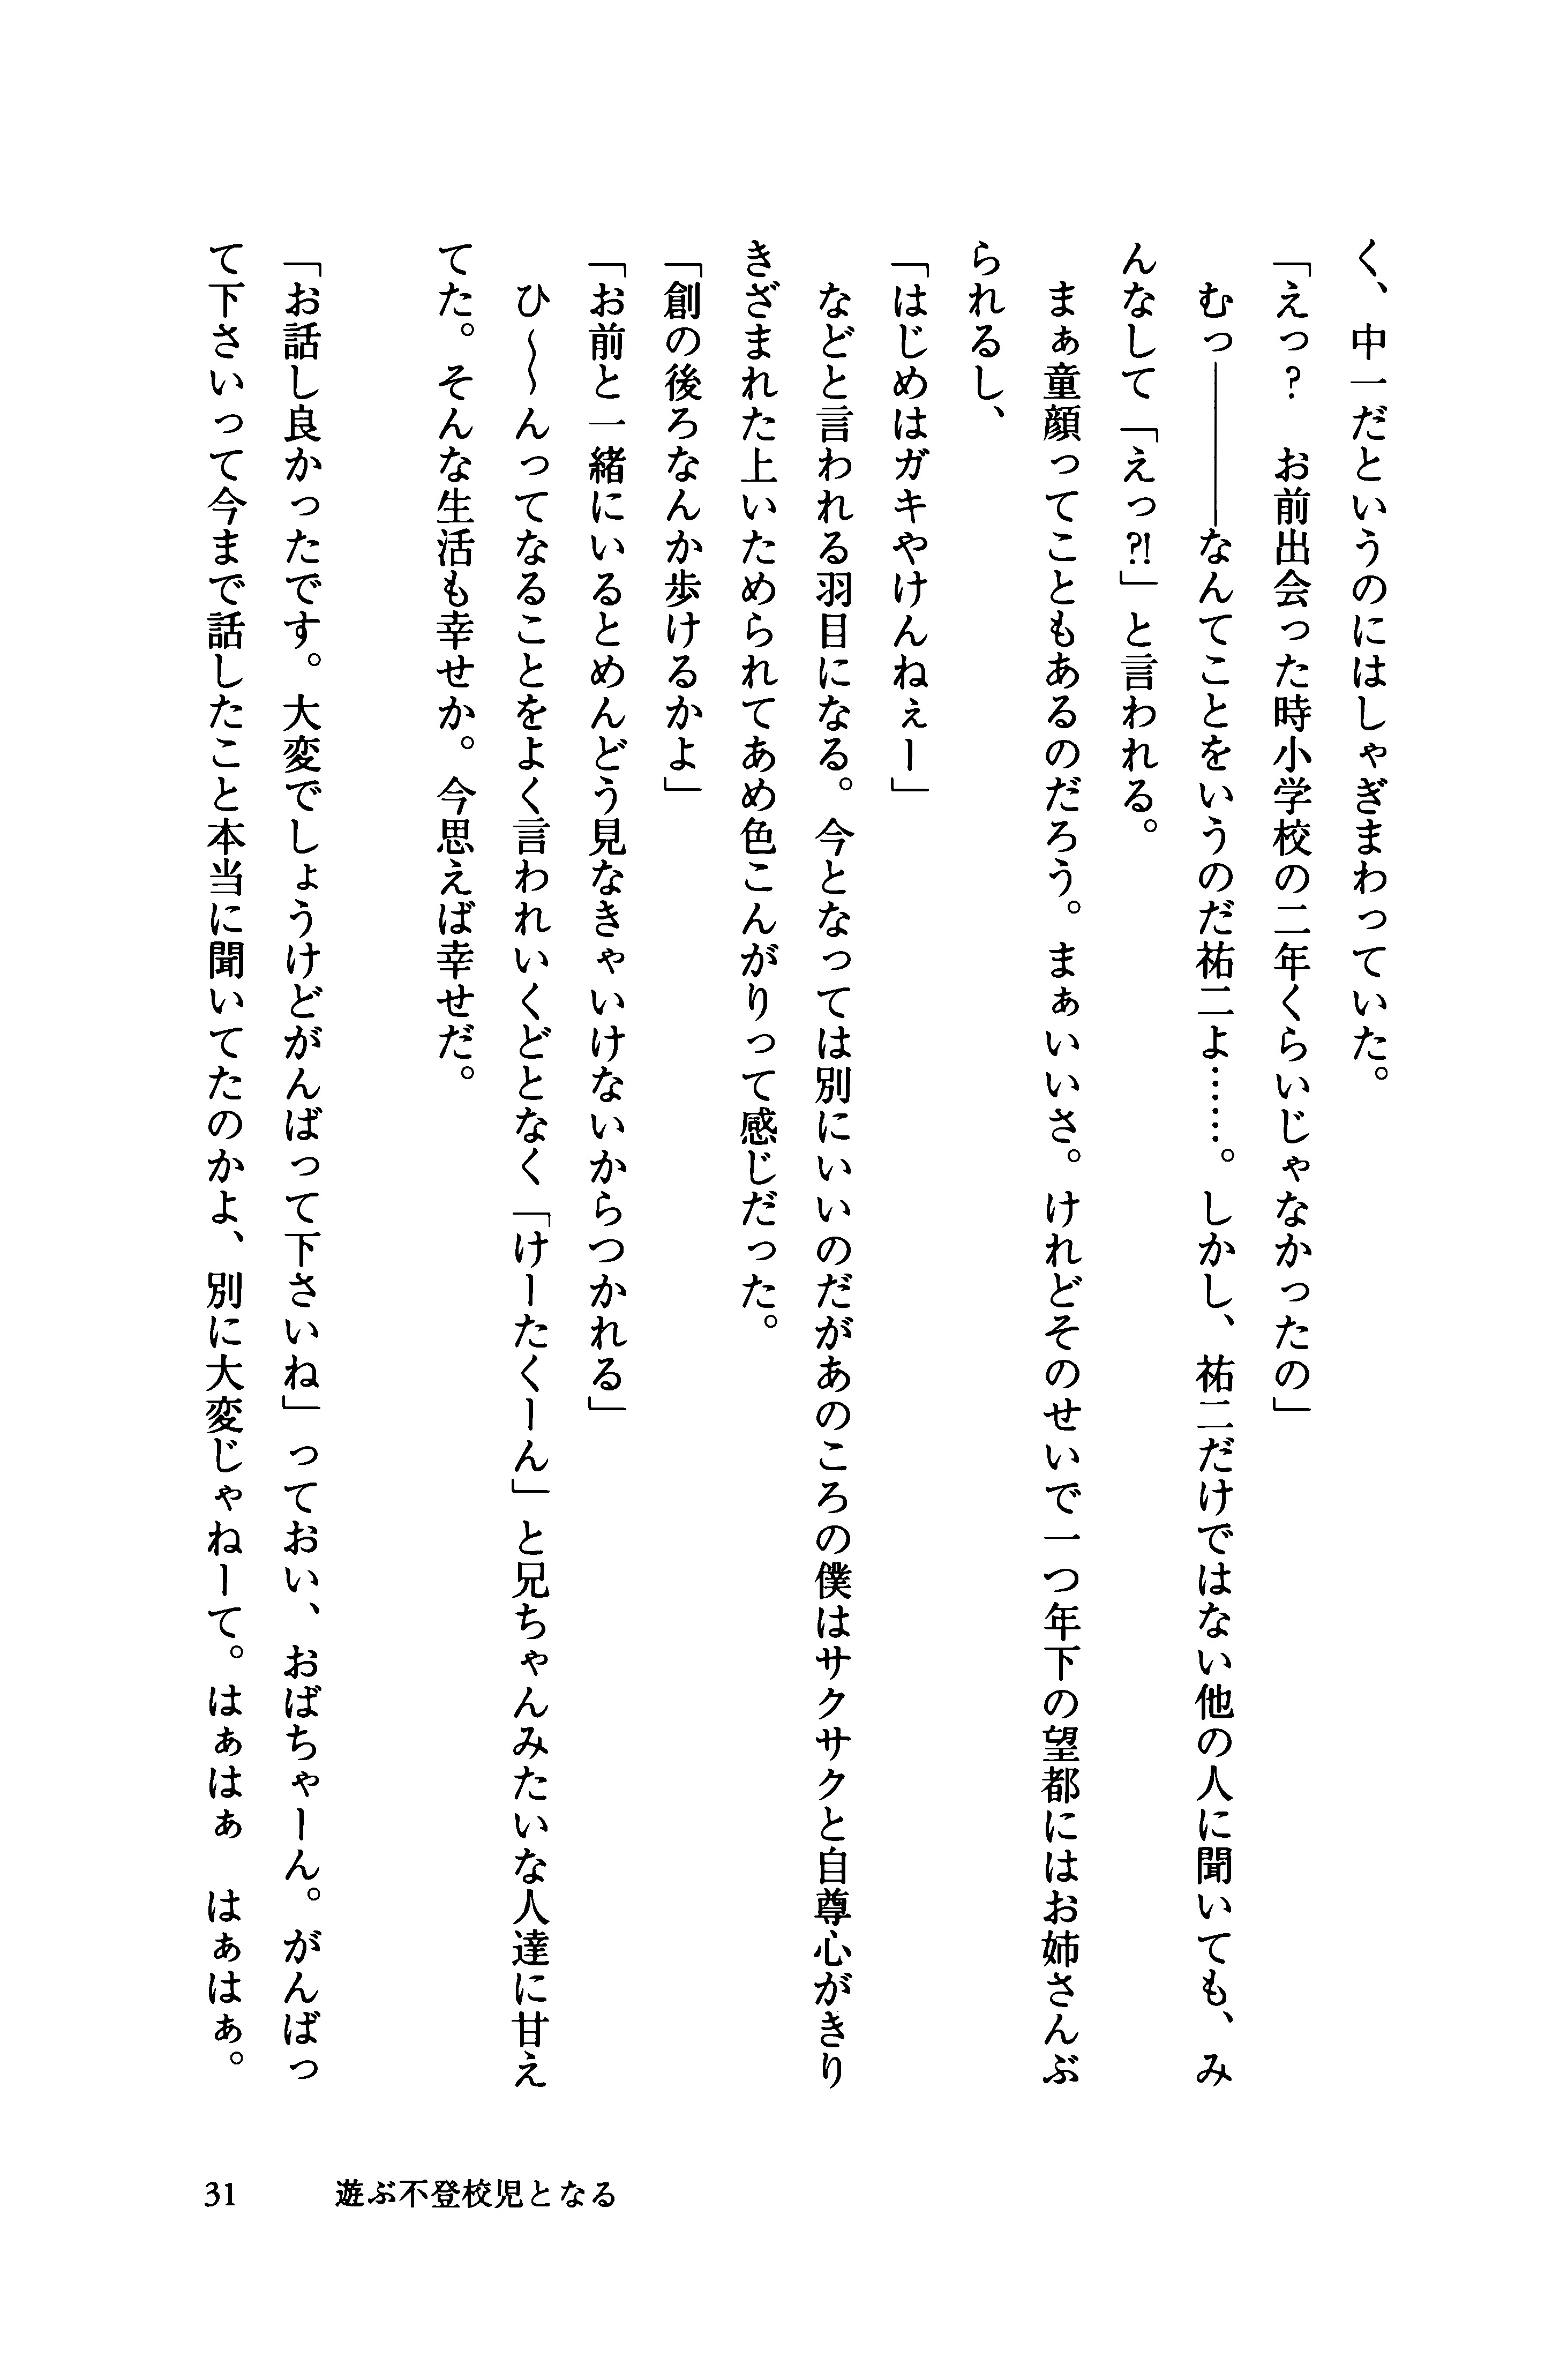 く、中一だというのにはしゃぎまわっていた。
「えっ？　お前出会った時小学校の二年くらいじゃなかったの」
　むっ――――なんてことをいうのだ祐二よ……。しかし、祐二だけではない他の人に聞いても、み
んなして「えっ⁈」と言われる。
　まぁ童顔ってこともあるのだろう。まぁいいさ。けれどそのせいで一つ年下の望都にはお姉さんぶ
られるし、
「はじめはガキやけんねぇー」
　などと言われる羽目になる。今となっては別にいいのだがあのころの僕はサクサクと自尊心がきり
きざまれた上いためられてあめ色こんがりって感じだった。
「創の後ろなんか歩けるかよ」
「お前と一緒にいるとめんどう見なきゃいけないからつかれる」
　ひ〜〜んってなることをよく言われいくどとなく「けーたくーん」と兄ちゃんみたいな人達に甘え
てた。そんな生活も幸せか。今思えば幸せだ。
「お話し良かったです。大変でしょうけどがんばって下さいね」っておい、おばちゃーん。がんばっ
て下さいって今まで話したこと本当に聞いてたのかよ、別に大変じゃねーて。はぁはぁ　はぁはぁ。
31　遊ぶ不登校児となる